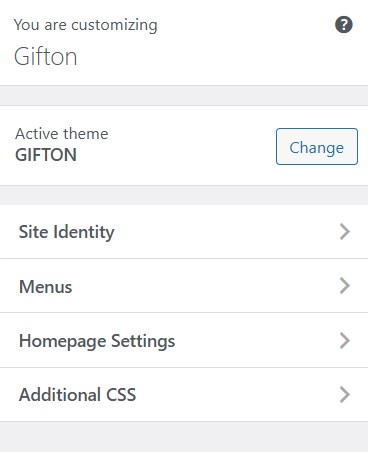 You are customizing
Gifton
Active theme
GIFTON
Change
Site Identity
Menus
Homepage Settings
Additional CSS